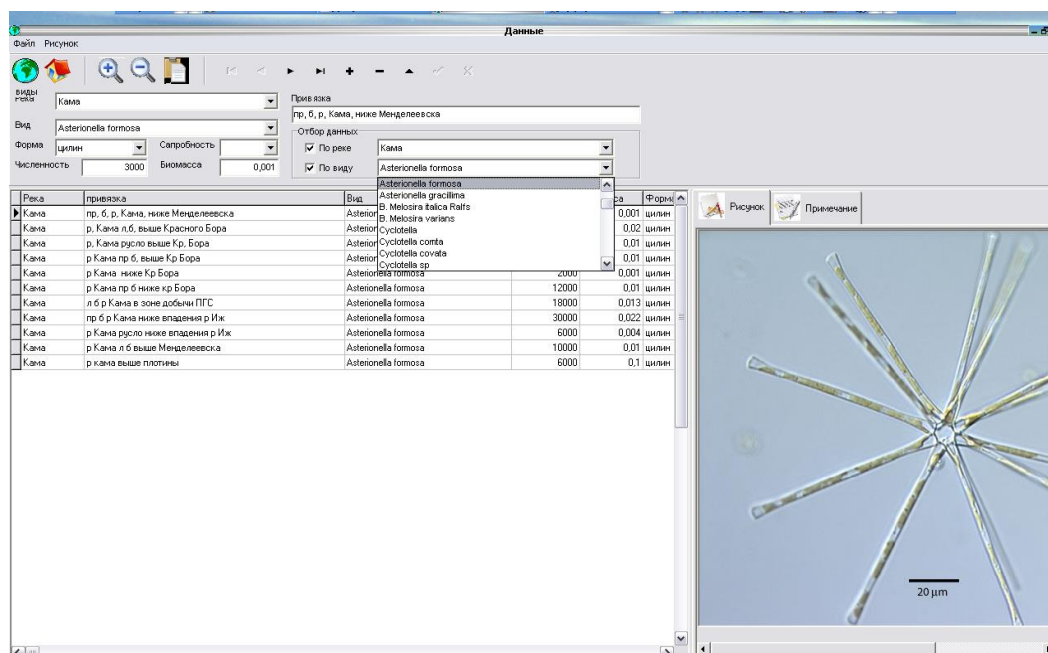 Данные
Файл Рисунок
виды
Река Кама
Привязка
пр, б, р, Кама, ниже Менделеевска
Вид Asterionella formosa
Отбор данных
Форма цилин Сапробность
По реке Кама
Численность 3000 Биомасса 0,001
По виду Asterionella formosa
Asterionella formosa
Asterionella gracillima
B. Melosira italica Ralfs
B. Melosira varians
Cyclotella
Cyclotella comta
Cyclotella covata
Cyclotella sp
Река привязка Вид са Форма
Кама пр, б, р, Кама, ниже Менделеевска Asterior 0,001 цилин
Кама р, Кама л,б, выше Красного Бора Asterior 0,02 цилин
Кама р, Кама русло выше Кр, Бора Asterior 0,01 цилин
Кама р Кама пр б, выше Кр Бора Asterior 0,01 цилин
Кама р Кама ниже Кр Бора Asterionella formosa 2000 0,001 цилин
Кама р Кама пр б ниже кр Бора Asterionella formosa 12000 0,01 цилин
Кама л б р Кама в зоне добычи ПГС Asterionella formosa 18000 0,013 цилин
Кама пр б р Кама ниже впадения р Иж Asterionella formosa 30000 0,022 цилин
Кама р Кама русло ниже впадения р Иж Asterionella formosa 6000 0,004 цилин
Кама р Кама л б выше Менделеевска Asterionella formosa 10000 0,01 цилин
Кама р кама выше плотины Asterionella formosa 6000 0,1 цилин
Рисунок Примечание
20 µm